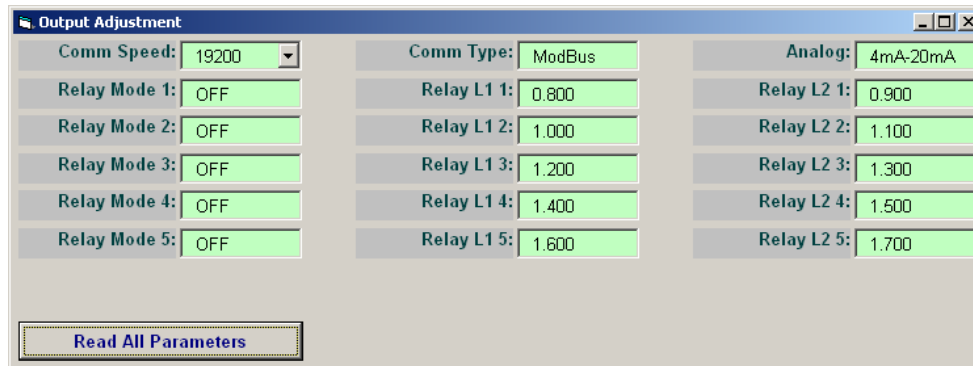 Output Adjustment
Comm Speed: 19200 Comm Type: ModBus Analog: 4mA-20mA
Relay Mode 1: OFF Relay L1 1: 0.800 Relay L2 1: 0.900
Relay Mode 2: OFF Relay L1 2: 1.000 Relay L2 2: 1.100
Relay Mode 3: OFF Relay L1 3: 1.200 Relay L2 3: 1.300
Relay Mode 4: OFF Relay L1 4: 1.400 Relay L2 4: 1.500
Relay Mode 5: OFF Relay L1 5: 1.600 Relay L2 5: 1.700
Read All Parameters